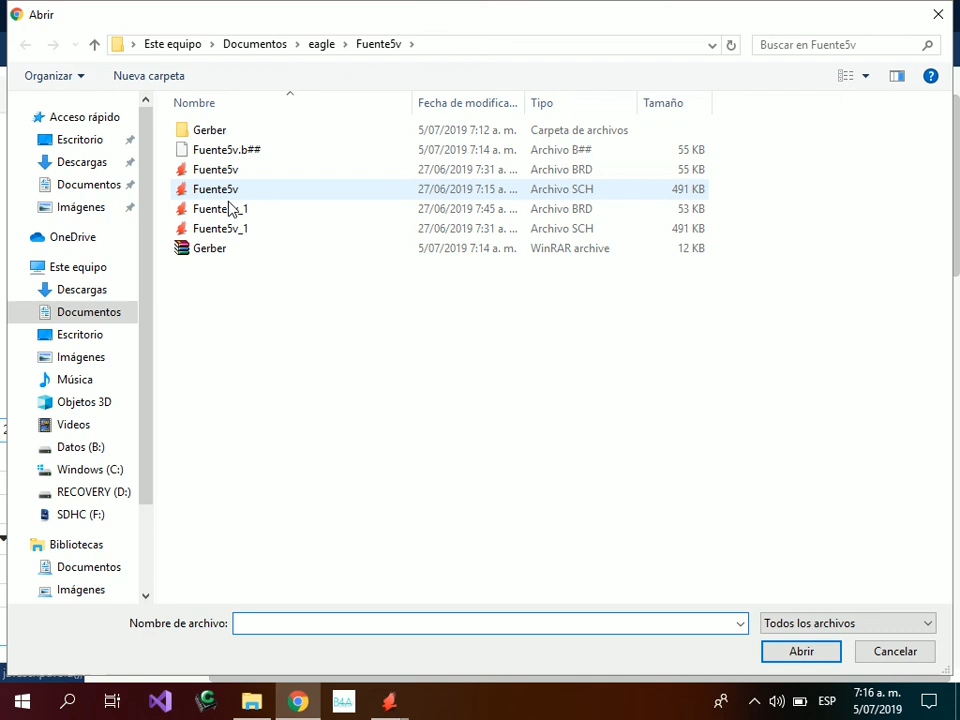 Abrir
Este equipo > Documentos > eagle > Fuente5v >
Buscar en Fuente5v
Organizar
Nueva carpeta
Nombre
Fecha de modifica...
Tipo
Tamaño
Gerber 5/07/2019 7:12 a. m. Carpeta de archivos
Fuente5v.b## 5/07/2019 7:14 a. m. Archivo B## 55 KB
Fuente5v 27/06/2019 7:31 a. ... Archivo BRD 55 KB
Fuente5v 27/06/2019 7:15 a. ... Archivo SCH 491 KB
Fuente5v_1 27/06/2019 7:45 a. ... Archivo BRD 53 KB
Fuente5v_1 27/06/2019 7:31 a. ... Archivo SCH 491 KB
Gerber 5/07/2019 7:14 a. m. WinRAR archive 12 KB
Acceso rápido
Escritorio
Descargas
Documentos
Imágenes
OneDrive
Este equipo
Descargas
Documentos
Escritorio
Imágenes
Música
Objetos 3D
Videos
Datos (B:)
Windows (C:)
RECOVERY (D:)
SDHC (F:)
Bibliotecas
Documentos
Imágenes
Nombre de archivo:
Todos los archivos
Abrir
Cancelar
B4A
ESP
7:16 a. m.
5/07/2019